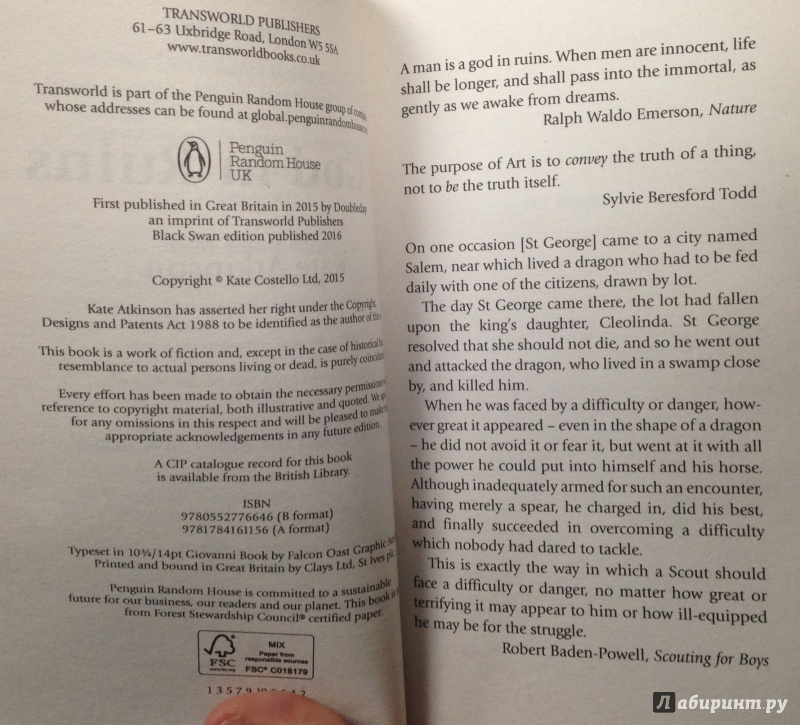 TRANSWORLD PUBLISHERS
61–63 Uxbridge Road, London W5 5SA
www.transworldbooks.co.uk
Transworld is part of the Penguin Random House group of
whose addresses can be found at
Penguin
Random House
UK
First published in Great Britain in 2015 by Doubleday
an imprint of Transworld Publishers
Black Swan edition published 2016
Copyright © Kate Costello Ltd, 2015
Kate Atkinson has asserted her right under the Copyright,
Designs and Patents Act 1988 to be identified as the author of
This book is a work of fiction and, except in the case of historical
resemblance to actual persons living or dead, is purely
Every effort has been made to obtain the necessary permissions
reference to copyright material, both illustrative and quoted. We
for any omissions in this respect and will be pleased to
appropriate acknowledgements in any future edition.
A CIP catalogue record for this book
is available from the British Library.
ISBN
9780552776646 (B format)
9781784161156 (A format)
Typeset in 10¾/14pt Giovanni Book by Falcon Oast Graphic
Printed and bound in Great Britain by Clays Ltd, St Ives
Penguin Random House is committed to a sustainable
future for our business, our readers and our planet. This book is
from Forest Stewardship Council® certified paper.
FSC
www.fsc.org
MIX
Paper from
responsible sources
FSC® C018179
1 3 5 7 9
A man is a god in ruins. When men are innocent, life
shall be longer, and shall pass into the immortal, as
gently as we awake from dreams.
Ralph Waldo Emerson, Nature
The purpose of Art is to convey the truth of a thing,
not to be the truth itself.
Sylvie Beresford Todd
On one occasion [St George] came to a city named
Salem, near which lived a dragon who had to be fed
daily with one of the citizens, drawn by lot.
The day St George came there, the lot had fallen
upon the king's daughter, Cleolinda. St George
resolved that she should not die, and so he went out
and attacked the dragon, who lived in a swamp close
by, and killed him.
When he was faced by a difficulty or danger, how-
ever great it appeared – even in the shape of a dragon
– he did not avoid it or fear it, but went at it with all
the power he could put into himself and his horse.
Although inadequately armed for such an encounter,
having merely a spear, he charged in, did his best,
and finally succeeded in overcoming a difficulty
which nobody had dared to tackle.
This is exactly the way in which a Scout should
face a difficulty or danger, no matter how great or
terrifying it may appear to him or how ill-equipped
he may be for the struggle.
Robert Baden-Powell, Scouting for Boys
Лабиринт.ру